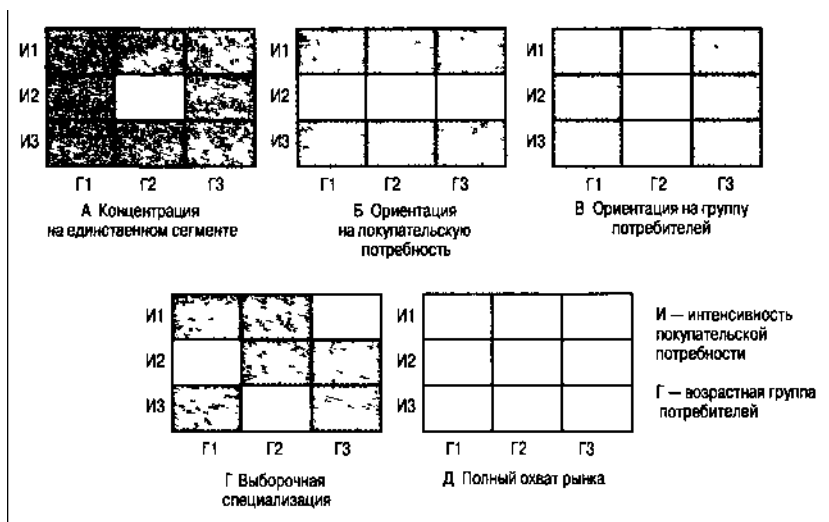 И1
И2
И3
Г1 Г2 Г3
А Концентрация
на единственном сегменте
И1
И2
И3
Г1 Г2 Г3
Б Ориентация
на покупательскую
потребность
И1
И2
И3
Г1 Г2 Г3
В Ориентация на группу
потребителей
И1
И2
И3
Г1 Г2 Г3
Г Выборочная
специализация
И1
И2
И3
Г1 Г2 Г3
Д Полный охват рынка
И — интенсивность
покупательской
потребности
Г — возрастная группа
потребителей